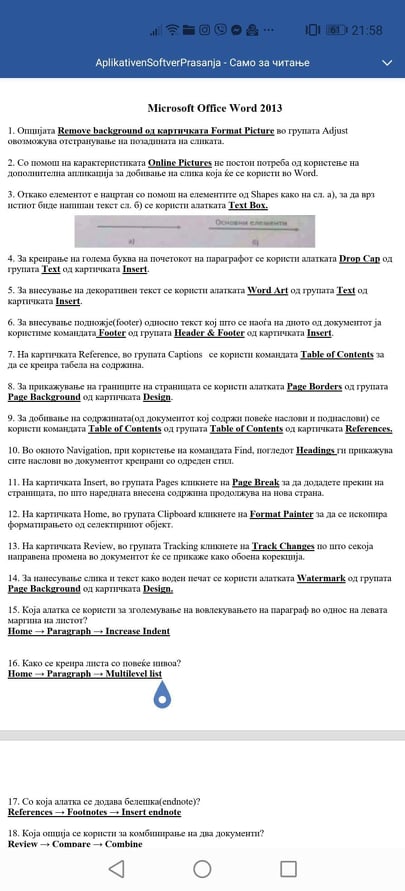 61
21:58
AplikativenSoftverPrasanja - Само за читање
Microsoft Office Word 2013
1. Опцијата Remove background од картичката Format Picture во група Adjust
овозможува отстранување на позадината на сликата.
2. Со помош на карактеристиката Online Pictures не постои потреба од користење на
дополнителна апликација за добивање на слика која ќе се користи во Word.
3. Откако елементот е нацртан со помош на елементите од Shapes како на сл. а), за да врз
истиот биде напишан текст сл. б) се користи алатката Text Box.
Основни елементи
а)
б)
4. За креирање на голема буква на почетокот на параграфот се користи алатката Drop Cap од
групата Text од картичката Insert.
5. За внесување на декоративен текст се користи алатката Word Art од групата Text од
картичката Insert.
6. За внесување подножје(footer) односно текст кој што се наоѓа на дното од документот ја
користиме командата Footer од групата Header & Footer од картичката Insert.
7. На картичката Reference, во групата Captions се користи командата Table of Contents за
да се креира табела на содржина.
8. За прикажување на границите на страницата се користи алатката Page Borders од групата
Page Background од картичката Design.
9. За добивање на содржината(од документот кој содржи повеќе наслови и поднаслови) се
користи командата Table of Contents од групата Table of Contents од картичката References.
10. Во окното Navigation, при користење на командата Find, погледот Headings ги прикажува
сите наслови во документот креирани со одреден стил.
11. На картичката Insert, во групата Pages кликнете на Page Break за да додадете прекин на
страницата, по што наредната внесена содржина продолжува на нова страна.
12. На картичката Home, во групата Clipboard кликнете на Format Painter за да се ископира
форматирањето од селектирниот објект.
13. На картичката Review, во групата Tracking кликнете на Track Changes по што секоја
направена промена во документот ќе се прикаже како обоена корекција.
14. За нанесување слика и текст како воден печат се користи алатката Watermark од групата
Page Background од картичката Design.
15. Која алатка се користи за зголемување на вовлекувањето на параграф во однос на левата
маргина на листот?
Home → Paragraph → Increase Indent
16. Како се креира листа со повеќе нивоа?
Home → Paragraph → Multilevel list
17. Со која алатка се додава белешка(endnote)?
References → Footnotes → Insert endnote
18. Која опција се користи за комбинирање на два документи?
Review → Compare → Combine